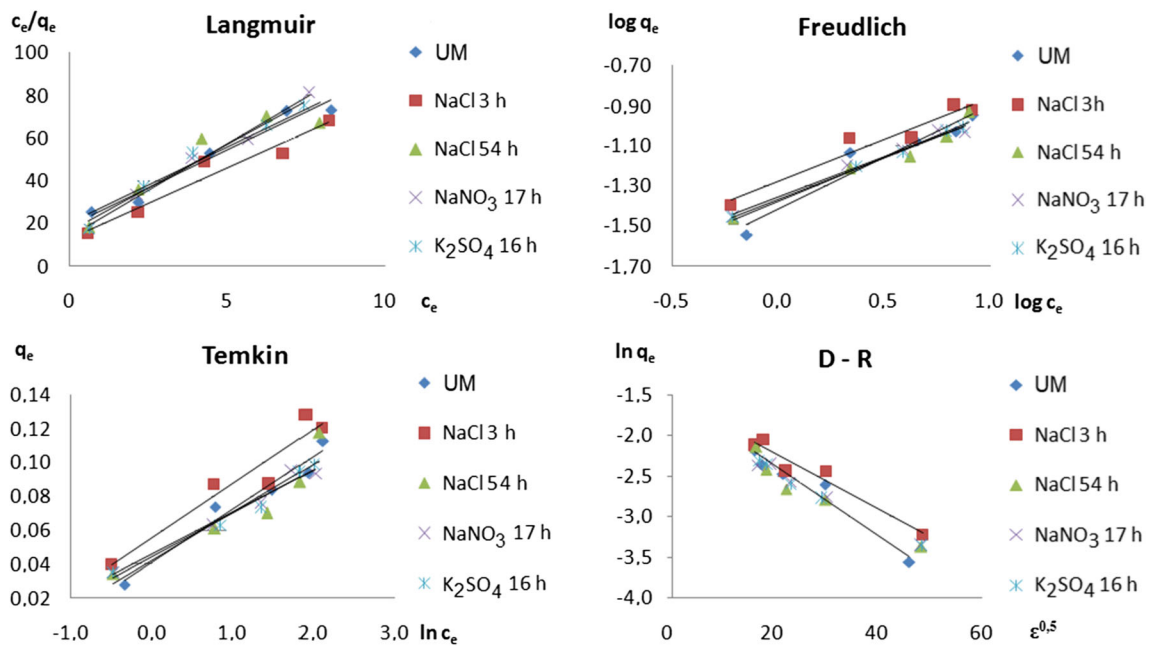 cₑ/qₑ
Langmuir
100
80
60
40
20
0
0
5
10
cₑ
UM
NaCl 3 h
NaCl 54 h
NaNO₃ 17 h
K₂SO₄ 16 h
log qₑ
Freudlich
-0,70
-0,90
-1,10
-1,30
-1,50
-1,70
-0,5
0,0
0,5
1,0
log cₑ
UM
NaCl 3h
NaCl 54 h
NaNO₃ 17 h
K₂SO₄ 16 h
qₑ
Temkin
0,14
0,12
0,10
0,08
0,06
0,04
0,02
-1,0
0,0
1,0
2,0
3,0
ln cₑ
UM
NaCl 3 h
NaCl 54 h
NaNO₃ 17 h
K₂SO₄ 16 h
ln qₑ
D - R
-1,5
-2,0
-2,5
-3,0
-3,5
-4,0
0
20
40
60
ε⁰,⁵
UM
NaCl 3 h
NaCl 54 h
NaNO₃ 17 h
K₂SO₄ 16 h